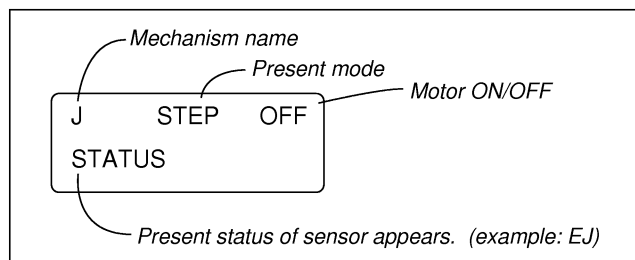 Mechanism name
Present mode
Motor ON/OFF
J STEP OFF
STATUS
Present status of sensor appears. (example: EJ)